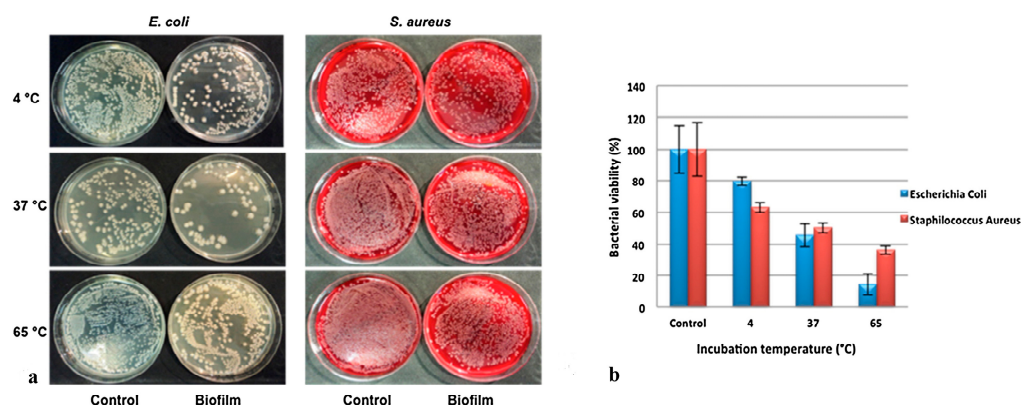 E. coli
S. aureus
4 °C
37 °C
65 °C
a
Control
Biofilm
Control
Biofilm
140
120
100
80
60
40
20
0
Bacterial viability (%)
Control
4
37
65
Incubation temperature (°C)
Escherichia Coli
Staphilococcus Aureus
b